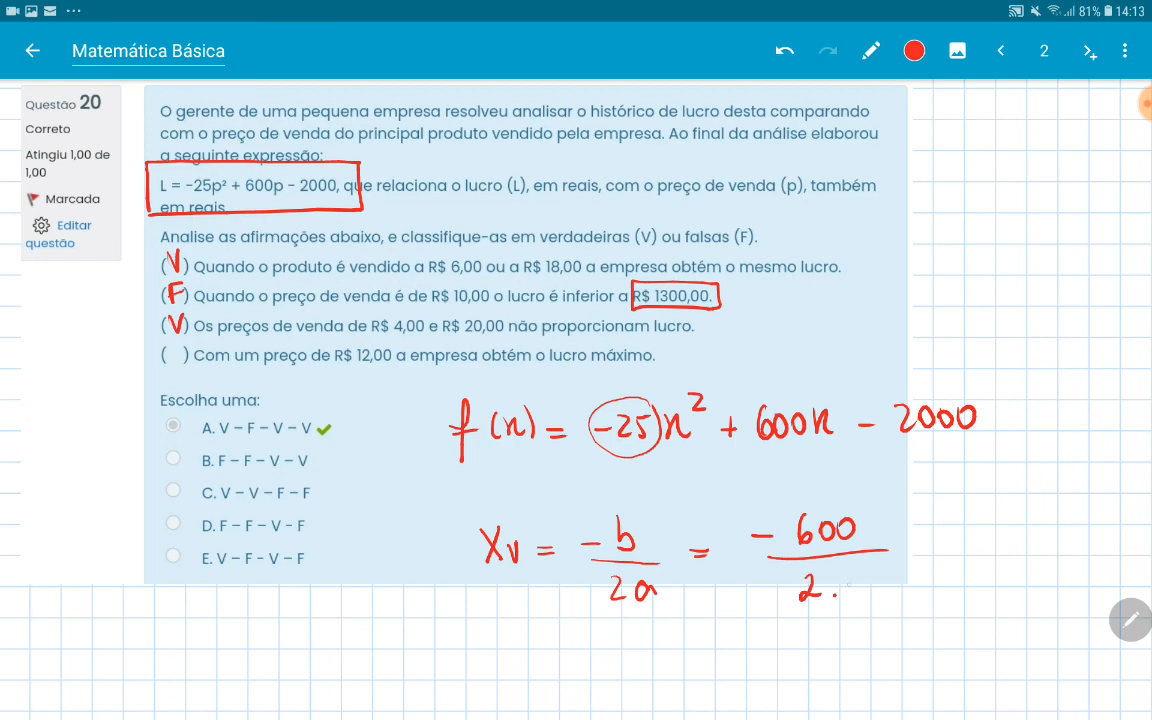 81% 14:13
Matemática Básica
2
Questão 20
Correto
Atingiu 1,00 de
1,00
Marcada
Editar
questão
O gerente de uma pequena empresa resolveu analisar o histórico de lucro desta comparando
com o preço de venda do principal produto vendido pela empresa. Ao final da análise elaborou
a seguinte expressão:
L = -25p² + 600p - 2000, que relaciona o lucro (L), em reais, com o preço de venda (p), também
em reais.
Analise as afirmações abaixo, e classifique-as em verdadeiras (V) ou falsas (F).
(V) Quando o produto é vendido a R$ 6,00 ou a R$ 18,00 a empresa obtém o mesmo lucro.
(F) Quando o preço de venda é de R$ 10,00 o lucro é inferior a R$ 1300,00.
(V) Os preços de venda de R$ 4,00 e R$ 20,00 não proporcionam lucro.
( ) Com um preço de R$ 12,00 a empresa obtém o lucro máximo.
Escolha uma:
A. V – F – V – V
B. F – F – V – V
C. V – V – F – F
D. F – F – V - F
E. V – F - V – F
f(x) = -25x² + 600x - 2000
Xv = -b/2a = -600/2.